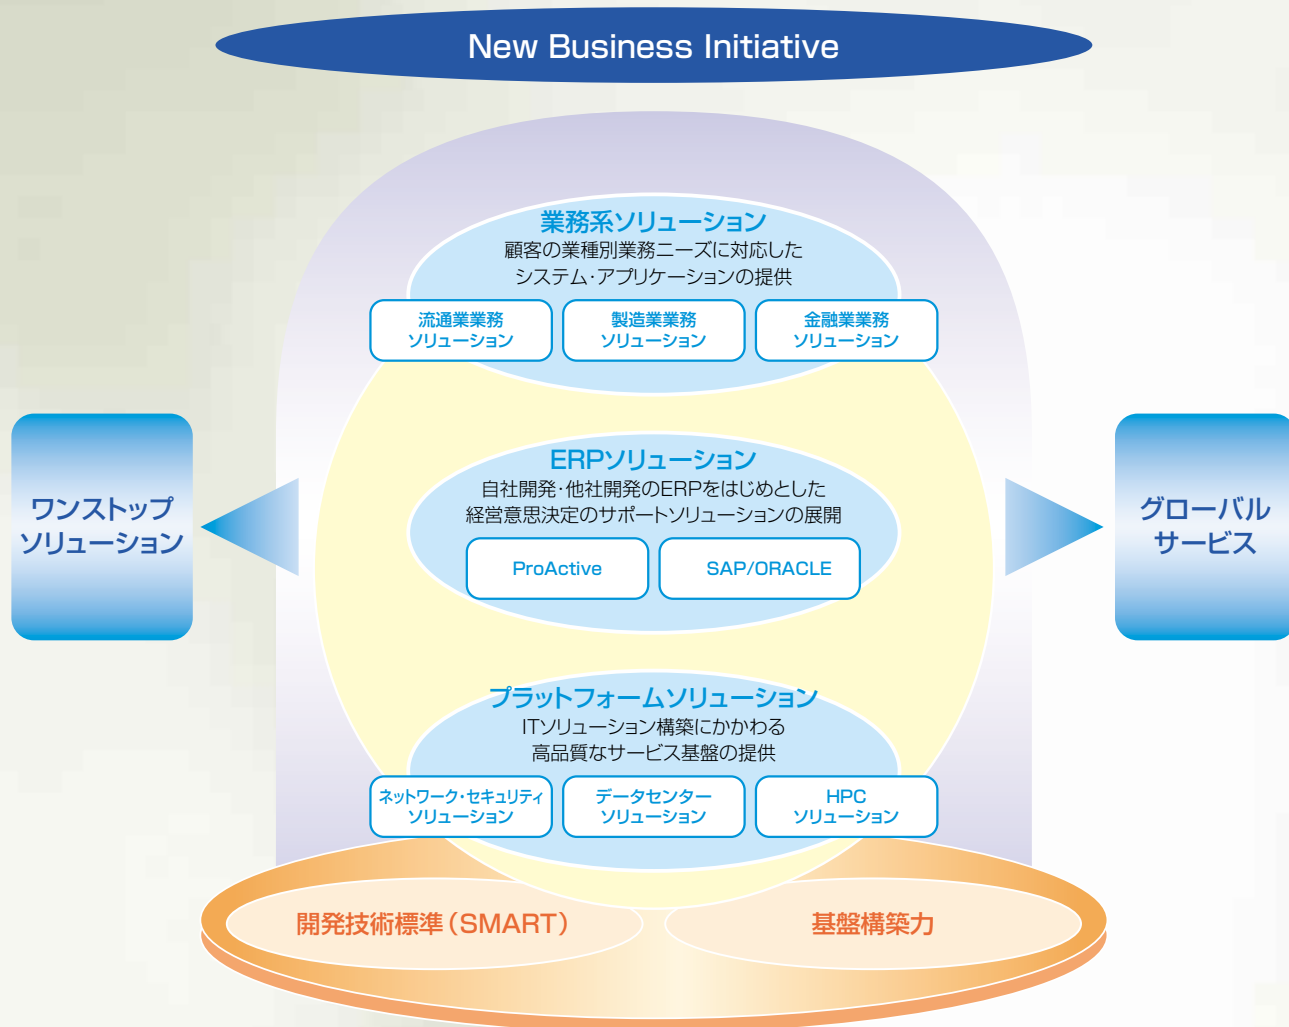 New Business Initiative
業務系ソリューション
顧客の業種別業務ニーズに対応した
システム・アプリケーションの提供
流通業業務
ソリューション
製造業業務
ソリューション
金融業業務
ソリューション
ERPソリューション
自社開発・他社開発のERPをはじめとした
経営意思決定のサポートソリューションの展開
ProActive
SAP/ORACLE
ワンストップ
ソリューション
グローバル
サービス
プラットフォームソリューション
ITソリューション構築にかかわる
高品質なサービス基盤の提供
ネットワーク・セキュリティ
ソリューション
データセンター
ソリューション
HPC
ソリューション
開発技術標準（SMART）
基盤構築力